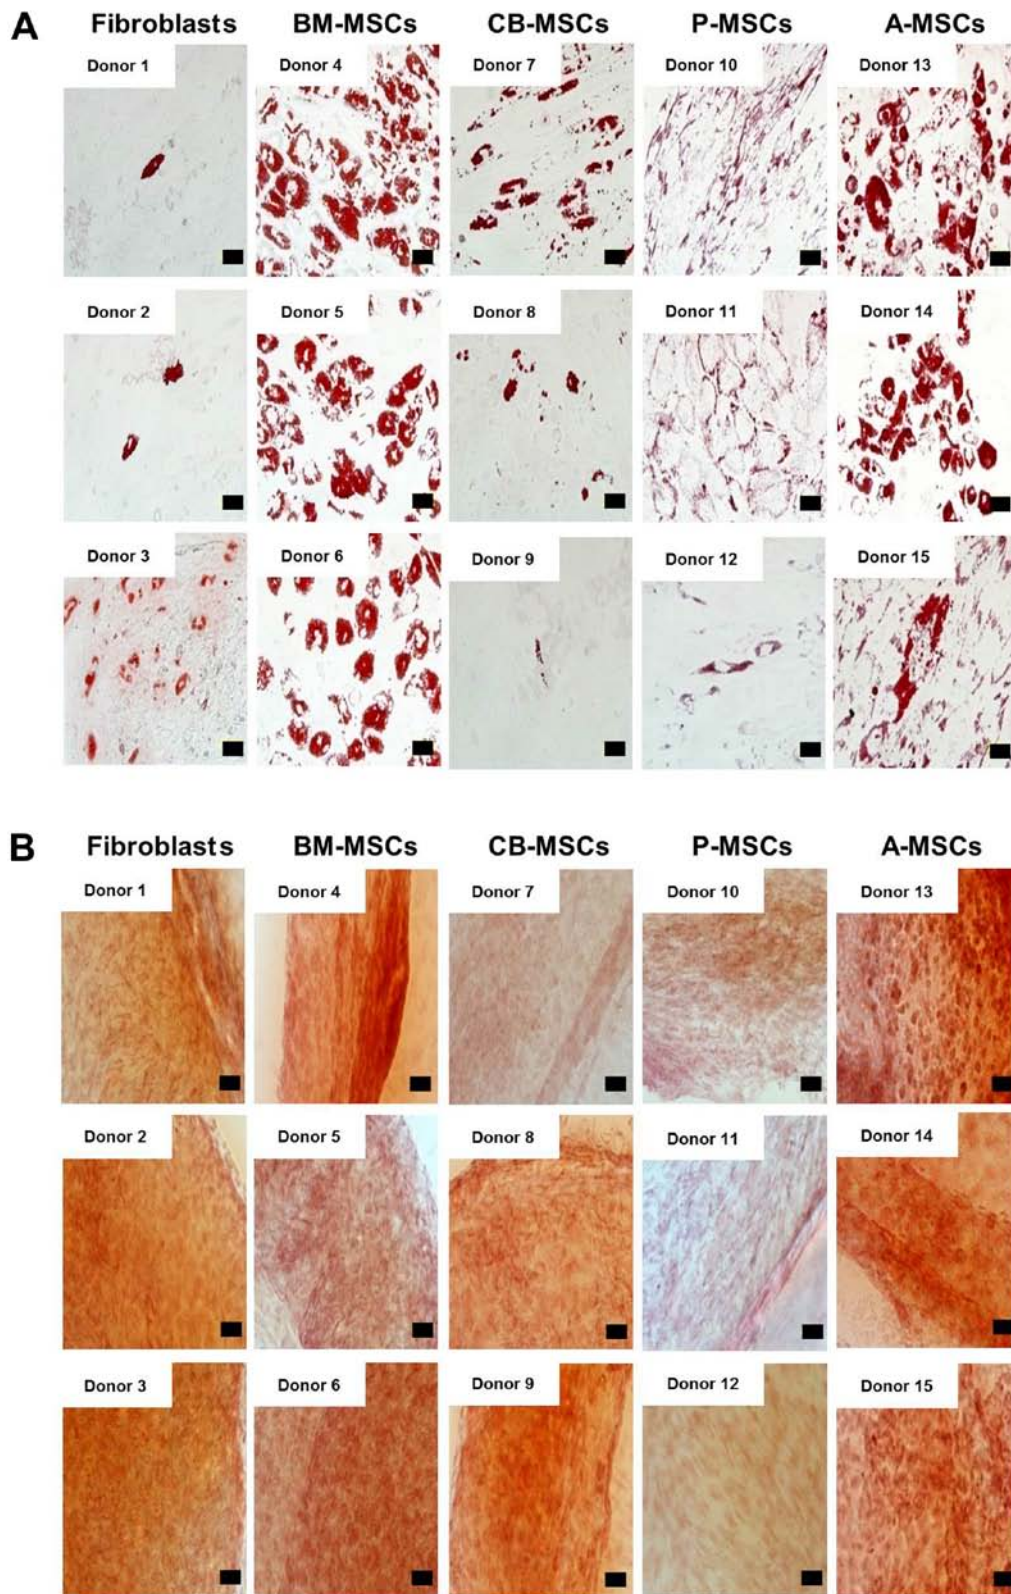 A
Fibroblasts BM-MSCs CB-MSCs P-MSCs A-MSCs
Donor 1 Donor 4 Donor 7 Donor 10 Donor 13
Donor 2 Donor 5 Donor 8 Donor 11 Donor 14
Donor 3 Donor 6 Donor 9 Donor 12 Donor 15
B
Fibroblasts BM-MSCs CB-MSCs P-MSCs A-MSCs
Donor 1 Donor 4 Donor 7 Donor 10 Donor 13
Donor 2 Donor 5 Donor 8 Donor 11 Donor 14
Donor 3 Donor 6 Donor 9 Donor 12 Donor 15